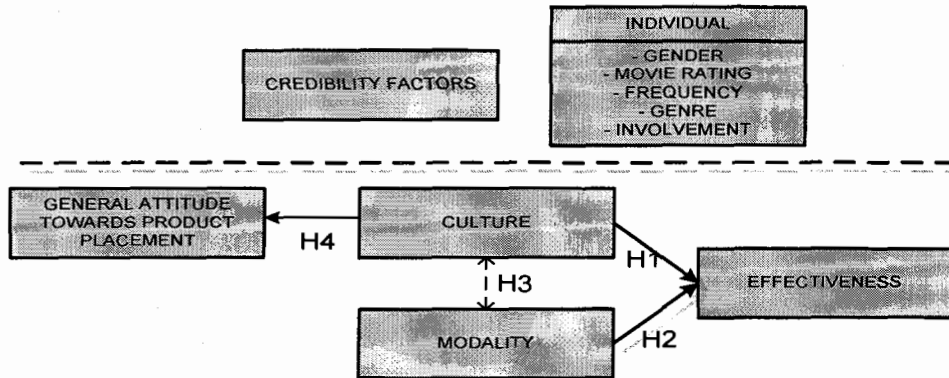 INDIVIDUAL
- GENDER
- MOVIE RATING
- FREQUENCY
- GENRE
- INVOLVEMENT
CREDIBILITY FACTORS
GENERAL ATTITUDE
TOWARDS PRODUCT
PLACEMENT
H4
CULTURE
H1
H3
EFFECTIVENESS
MODALITY
H2